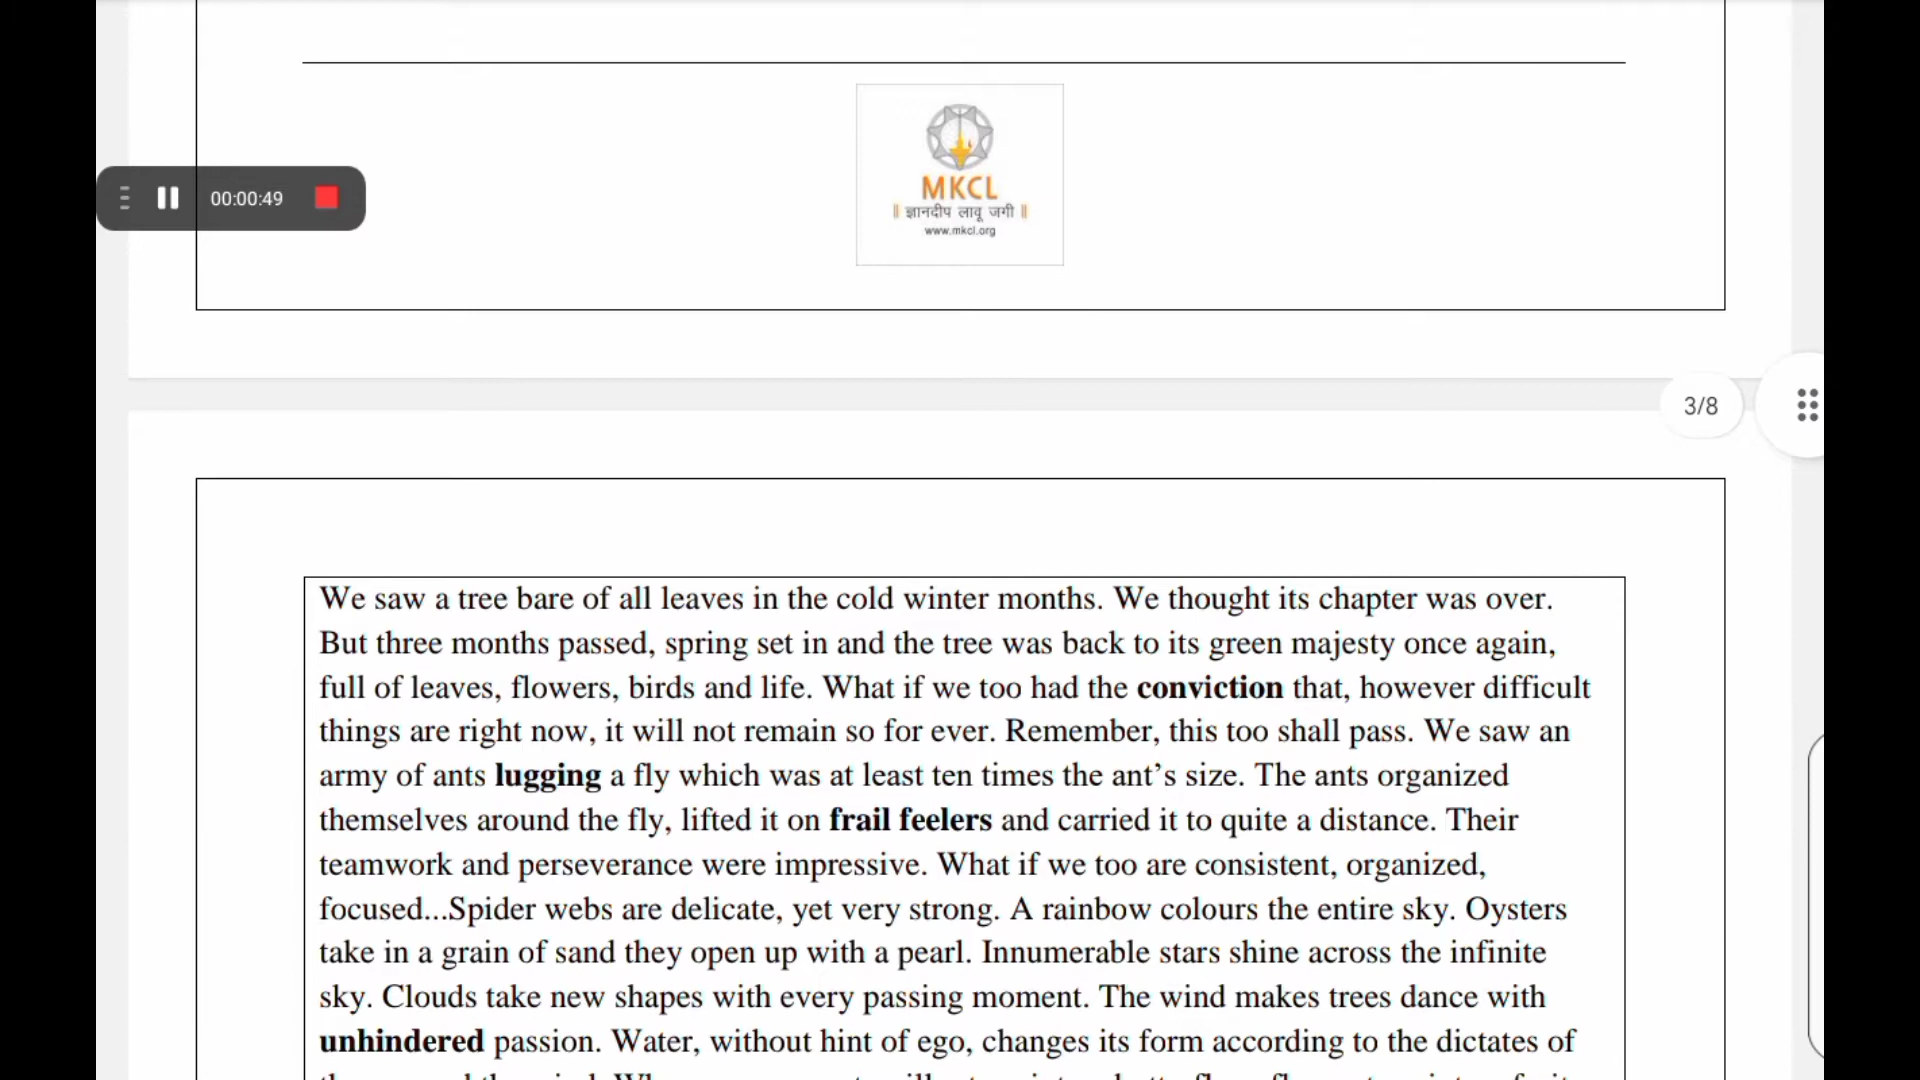 MKCL
॥ ज्ञानदीप लावू जगी ॥
www.mkcl.org
00:00:49
3/8
We saw a tree bare of all leaves in the cold winter months. We thought its chapter was over.
But three months passed, spring set in and the tree was back to its green majesty once again,
full of leaves, flowers, birds and life. What if we too had the conviction that, however difficult
things are right now, it will not remain so for ever. Remember, this too shall pass. We saw an
army of ants lugging a fly which was at least ten times the ant’s size. The ants organized
themselves around the fly, lifted it on frail feelers and carried it to quite a distance. Their
teamwork and perseverance were impressive. What if we too are consistent, organized,
focused...Spider webs are delicate, yet very strong. A rainbow colours the entire sky. Oysters
take in a grain of sand they open up with a pearl. Innumerable stars shine across the infinite
sky. Clouds take new shapes with every passing moment. The wind makes trees dance with
unhindered passion. Water, without hint of ego, changes its form according to the dictates of